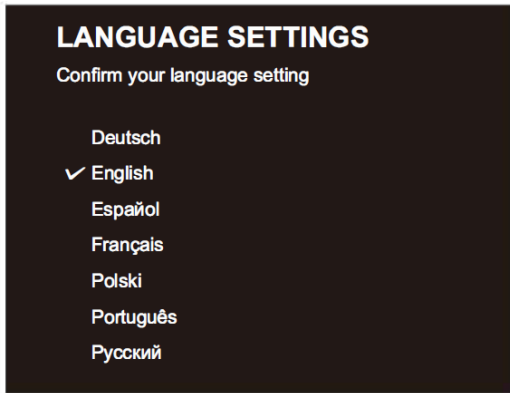 LANGUAGE SETTINGS
Confirm your language setting
Deutsch
✓ English
Espaйol
Français
Polski
Português
Русский